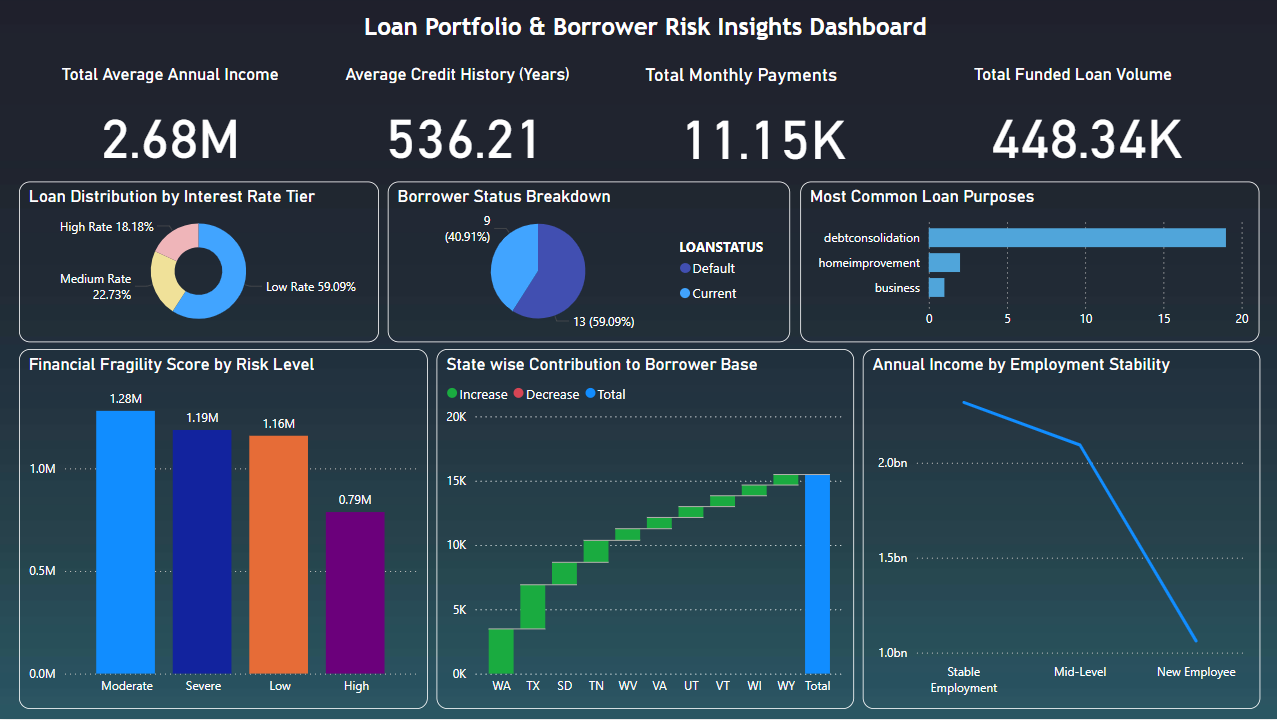 Loan Portfolio & Borrower Risk Insights Dashboard
Total Average Annual Income
Average Credit History (Years)
Total Monthly Payments
Total Funded Loan Volume
2.68M
536.21
11.15K
448.34K
Loan Distribution by Interest Rate Tier
High Rate 18.18%
Medium Rate
22.73%
Low Rate 59.09%
Borrower Status Breakdown
9
(40.91%)
13 (59.09%)
LOANSTATUS
Default
Current
Most Common Loan Purposes
debtconsolidation
homeimprovement
business
0 5 10 15 20
Financial Fragility Score by Risk Level
1.28M
1.19M
1.16M
0.79M
1.0M
0.5M
0.0M
Moderate Severe Low High
State wise Contribution to Borrower Base
Increase Decrease Total
20K
15K
10K
5K
0K
WA TX SD TN WV VA UT VT WI WY Total
Annual Income by Employment Stability
2.0bn
1.5bn
1.0bn
Stable
Employment
Mid-Level
New Employee